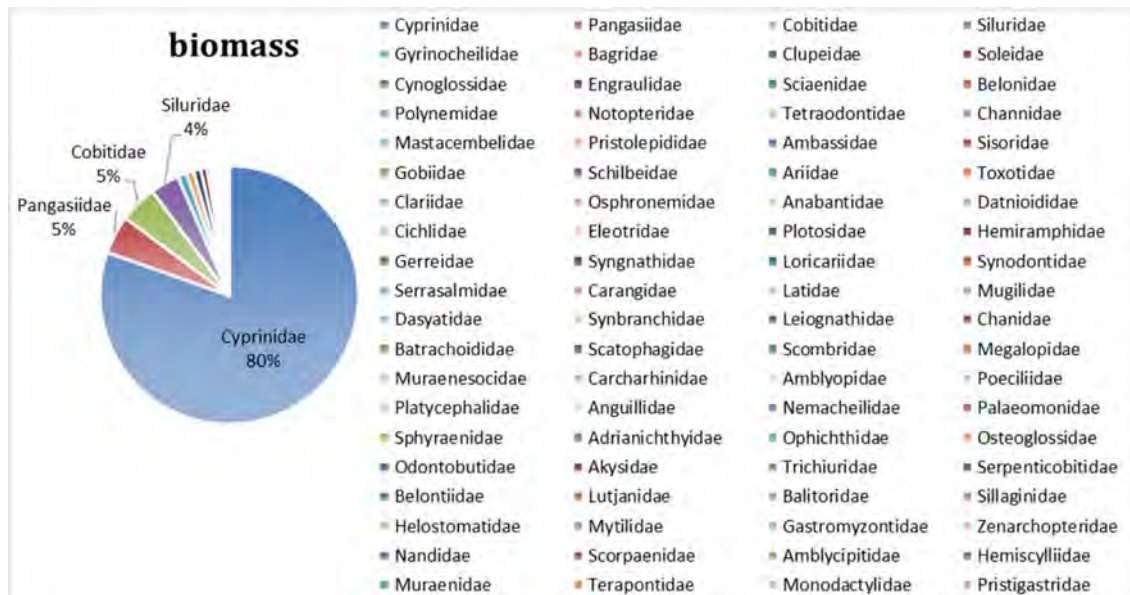 biomass
Siluridae
4%
Cobitidae
5%
Pangasiidae
5%
Cyprinidae
80%
Cyprinidae Pangasiidae Cobitidae Siluridae
Gyrinocheilidae Bagridae Clupeidae Soleidae
Cynoglossidae Engraulidae Sciaenidae Belonidae
Polynemidae Notopteridae Tetraodontidae Channidae
Mastacembelidae Pristolepididae Ambassidae Sisoridae
Gobiidae Schilbeidae Ariidae Toxotidae
Clariidae Osphronemidae Anabantidae Datnioididae
Cichlidae Eleotridae Plotosidae Hemiramphidae
Gerreidae Syngnathidae Loricariidae Synodontidae
Serrasalmidae Carangidae Latidae Mugilidae
Dasyatidae Synbranchidae Leiognathidae Chanidae
Batrachoididae Scatophagidae Scombridae Megalopidae
Muraenesocidae Carcharhinidae Amblyopidae Poeciliidae
Platycephalidae Anguillidae Nemacheilidae Palaeomonidae
Sphyraenidae Adrianichthyidae Ophichthidae Osteoglossidae
Odontobutidae Akysidae Trichiuridae Serpenticobitidae
Belontiidae Lutjanidae Balitoridae Sillaginidae
Helostomatidae Mytilidae Gastromyzontidae Zenarchopteridae
Nandidae Scorpaenidae Amblycipitidae Hemiscylliidae
Muraenidae Terapontidae Monodactylidae Pristigastridae